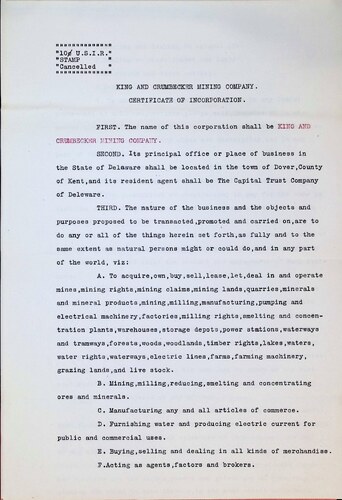 "10¢ U.S.I.R."
"STAMP "
"Cancelled "
KING AND CRUMBECKER MINING COMPANY.
CERTIFICATE OF INCORPORATION.
FIRST. The name of this corporation shall be KING AND
CRUMBECKER MINING COMPANY.
SECOND. Its principal office or place of business in
the State of Delaware shall be located in the town of Dover,County
of Kent,and its resident agent shall be The Capital Trust Company
of Deleware.
THIRD. The nature of the business and the objects and
purposes proposed to be transacted,promoted and carried on,are to
do any or all of the things herein set forth,as fully and to the
same extent as natural persons might or could do,and in any part
of the world, viz:
A. To acquire,own,buy,sell,lease,let,deal in and operate
mines,mining rights,mining claims,mining lands,quarries,minerals
and mineral products,mining,milling,manufacturing,pumping and
electrical machinery,factories,milling rights,smelting and concen-
tration plants,warehouses,storage depots,power stations,waterways
and tramways,forests,woods,woodlands,timber rights,lakes,waters,
water rights,waterways,electric lines,farms,farming machinery,
grazing lands,and live stock.
B. Mining,milling,reducing,smelting and concentrating
ores and minerals.
C. Manufacturing any and all articles of commerce.
D. Furnishing water and producing electric current for
public and commercial uses.
E. Buying,selling and dealing in all kinds of merchandise.
F.Acting as agents,factors and brokers.